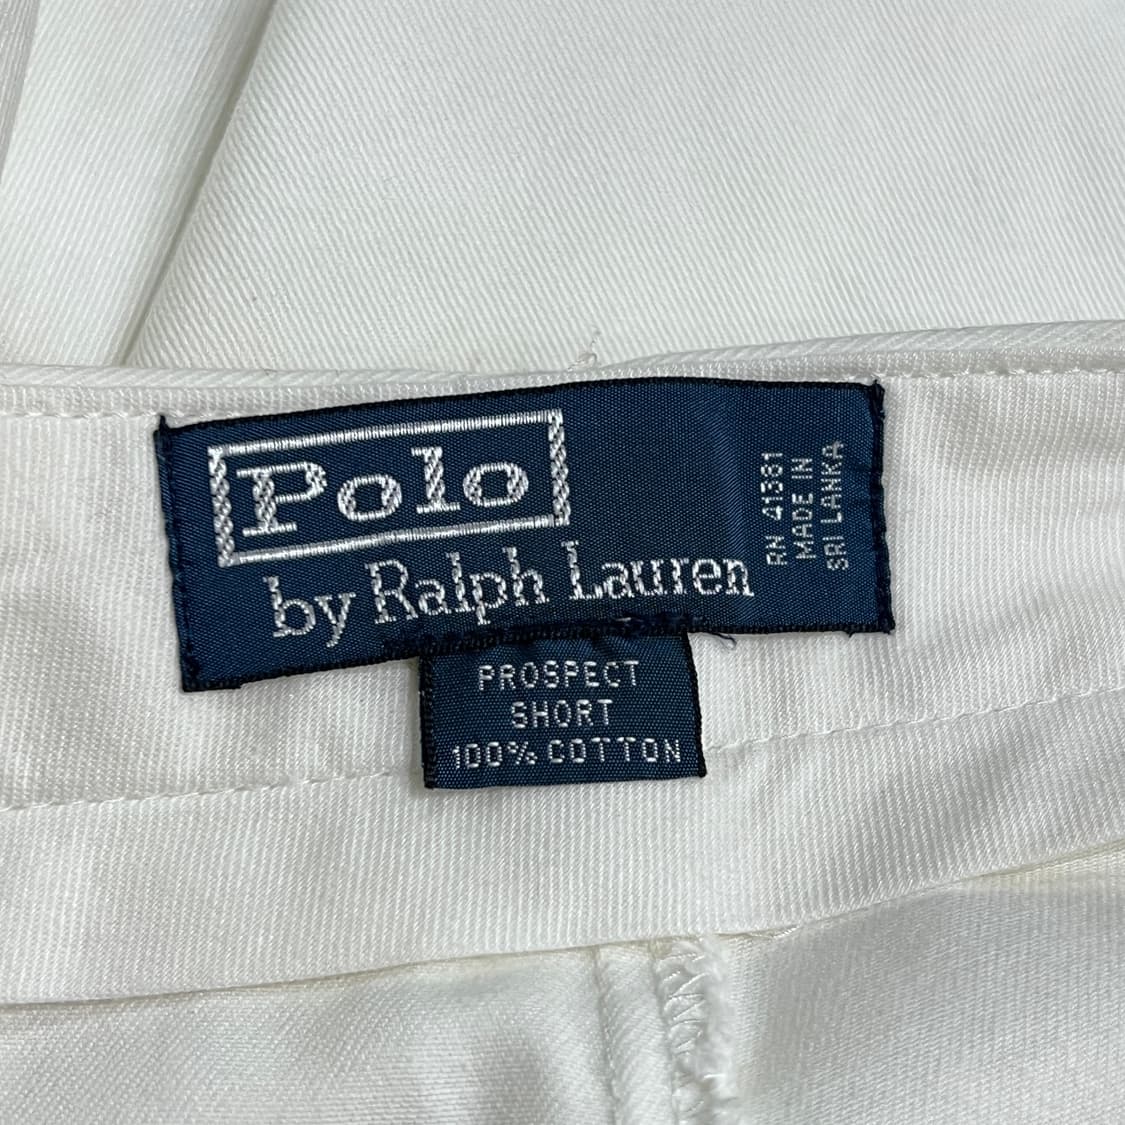 Polo
by Ralph Lauren
RN 41381
MADE IN
SRI LANKA
PROSPECT
SHORT
100% COTTON